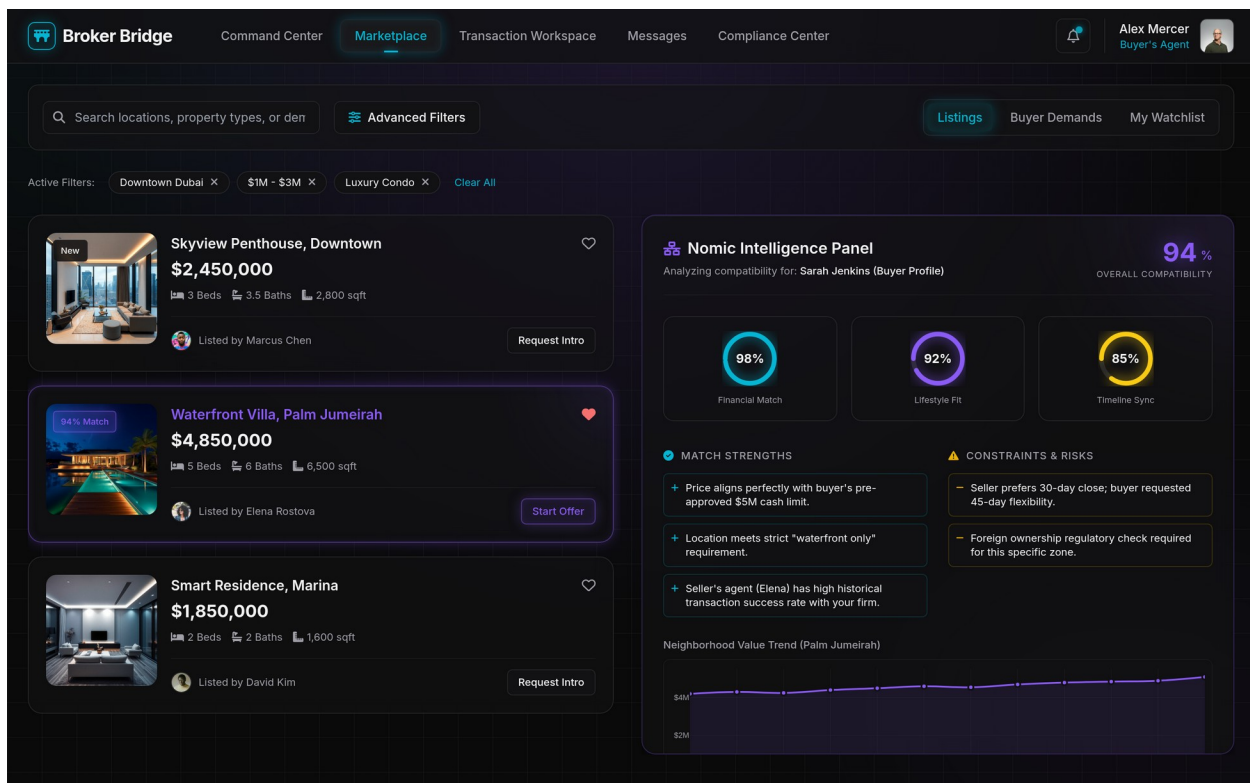 Broker Bridge
Command Center
Marketplace
Transaction Workspace
Messages
Compliance Center
Alex Mercer
Buyer's Agent
Search locations, property types, or den
Advanced Filters
Listings
Buyer Demands
My Watchlist
Active Filters:
Downtown Dubai ✕
$1M - $3M ✕
Luxury Condo ✕
Clear All
New
Skyview Penthouse, Downtown
$2,450,000
3 Beds 3.5 Baths 2,800 sqft
Listed by Marcus Chen
Request Intro
94% Match
Waterfront Villa, Palm Jumeirah
$4,850,000
5 Beds 6 Baths 6,500 sqft
Listed by Elena Rostova
Start Offer
Smart Residence, Marina
$1,850,000
2 Beds 2 Baths 1,600 sqft
Listed by David Kim
Request Intro
Nomic Intelligence Panel
Analyzing compatibility for: Sarah Jenkins (Buyer Profile)
94 %
OVERALL COMPATIBILITY
98%
Financial Match
92%
Lifestyle Fit
85%
Timeline Sync
MATCH STRENGTHS
+ Price aligns perfectly with buyer's pre-
approved $5M cash limit.
+ Location meets strict "waterfront only"
requirement.
+ Seller's agent (Elena) has high historical
transaction success rate with your firm.
CONSTRAINTS & RISKS
− Seller prefers 30-day close; buyer requested
45-day flexibility.
− Foreign ownership regulatory check required
for this specific zone.
Neighborhood Value Trend (Palm Jumeirah)
$4M
$2M